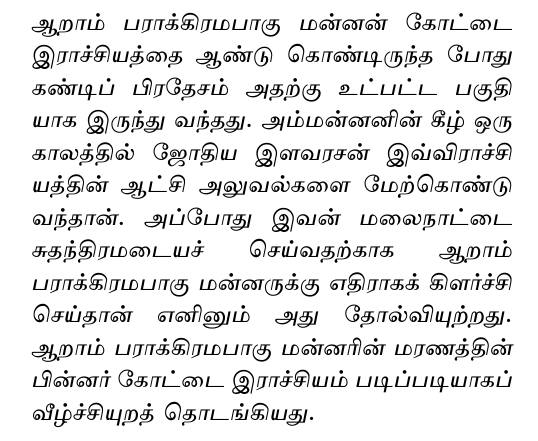 ஆறாம் பராக்கிரமபாகு மன்னன் கோட்டை
இராச்சியத்தை ஆண்டு கொண்டிருந்த போது
கண்டிப் பிரதேசம் அதற்கு உட்பட்ட பகுதி
யாக இருந்து வந்தது. அம்மன்னனின் கீழ் ஒரு
காலத்தில் ஜோதிய இளவரசன் இவ்விராச்சி
யத்தின் ஆட்சி அலுவல்களை மேற்கொண்டு
வந்தான். அப்போது இவன் மலைநாட்டை
சுதந்திரமடையச் செய்வதற்காக ஆறாம்
பராக்கிரமபாகு மன்னருக்கு எதிராகக் கிளர்ச்சி
செய்தான் எனினும் அது தோல்வியுற்றது.
ஆறாம் பராக்கிரமபாகு மன்னரின் மரணத்தின்
பின்னர் கோட்டை இராச்சியம் படிப்படியாகப்
வீழ்ச்சியுறத் தொடங்கியது.